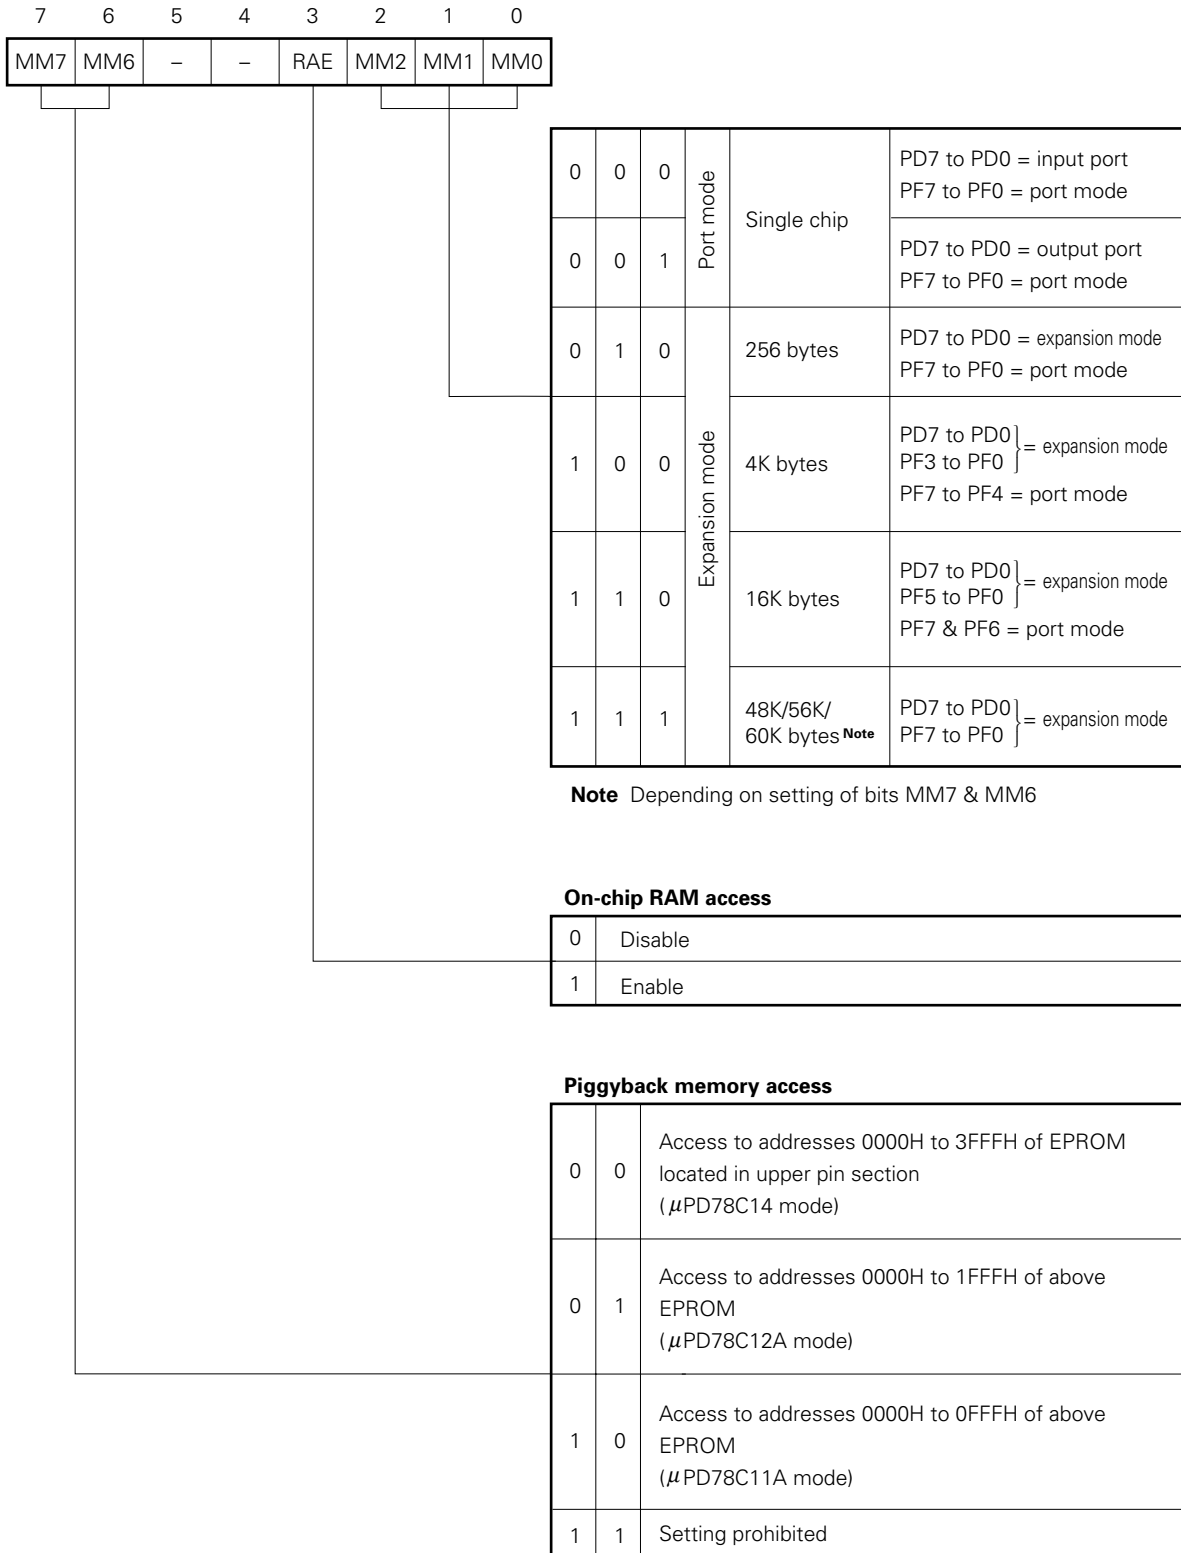 7 6 5 4 3 2 1 0
MM7 MM6 – – RAE MM2 MM1 MM0
0 0 0 Port mode Single chip PD7 to PD0 = input port
PF7 to PF0 = port mode
0 0 1 PD7 to PD0 = output port
PF7 to PF0 = port mode
0 1 0 Expansion mode 256 bytes PD7 to PD0 = expansion mode
PF7 to PF0 = port mode
1 0 0 4K bytes PD7 to PD0
PF3 to PF0 } = expansion mode
PF7 to PF4 = port mode
1 1 0 16K bytes PD7 to PD0
PF5 to PF0 } = expansion mode
PF7 & PF6 = port mode
1 1 1 48K/56K/
60K bytes Note PD7 to PD0
PF7 to PF0 } = expansion mode
Note Depending on setting of bits MM7 & MM6
On-chip RAM access
0 Disable
1 Enable
Piggyback memory access
0 0 Access to addresses 0000H to 3FFFH of EPROM
located in upper pin section
(μPD78C14 mode)
0 1 Access to addresses 0000H to 1FFFH of above
EPROM
(μPD78C12A mode)
1 0 Access to addresses 0000H to 0FFFH of above
EPROM
(μPD78C11A mode)
1 1 Setting prohibited